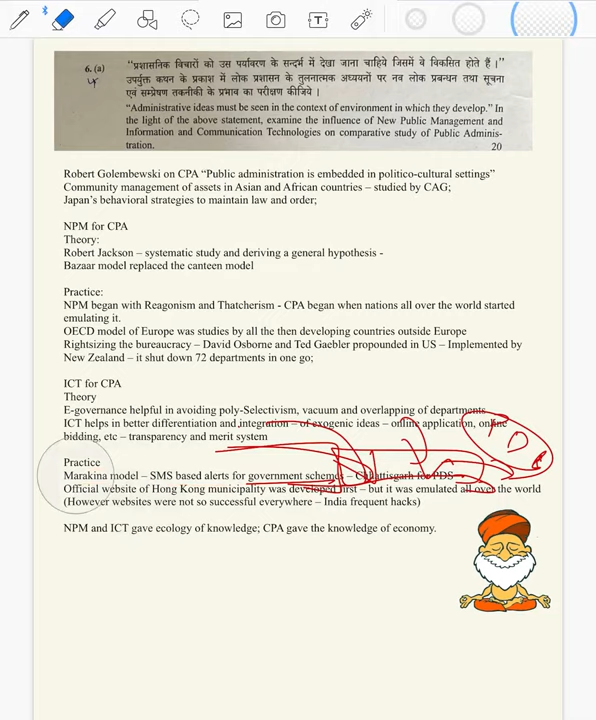 6. (a) “प्रशासनिक विचारों को उस पर्यावरण के सन्दर्भ में देखा जाना चाहिये जिसमें वे विकसित होते हैं।”
उपर्युक्त कथन के प्रकाश में लोक प्रशासन के तुलनात्मक अध्ययनों पर नव लोक प्रबन्धन तथा सूचना
एवं सम्प्रेषण तकनीकी के प्रभाव का परीक्षण कीजिये।
“Administrative ideas must be seen in the context of environment in which they develop.” In
the light of the above statement, examine the influence of New Public Management and
Information and Communication Technologies on comparative study of Public Adminis-
tration. 20
Robert Golembewski on CPA “Public administration is embedded in politico-cultural settings”
Community management of assets in Asian and African countries – studied by CAG;
Japan’s behavioral strategies to maintain law and order;
NPM for CPA
Theory:
Robert Jackson – systematic study and deriving a general hypothesis -
Bazaar model replaced the canteen model
Practice:
NPM began with Reagonism and Thatcherism - CPA began when nations all over the world started
emulating it.
OECD model of Europe was studies by all the then developing countries outside Europe
Rightsizing the bureaucracy – David Osborne and Ted Gaebler propounded in US – Implemented by
New Zealand – it shut down 72 departments in one go;
ICT for CPA
Theory
E-governance helpful in avoiding poly-Selectivism, vacuum and overlapping of departments
ICT helps in better differentiation and integration – of exogenic ideas – online application, online
bidding, etc – transparency and merit system
Practice
Marakina model – SMS based alerts for government schemes – Chhattisgarh for PDS
Official website of Hong Kong municipality was developed first – but it was emulated all over the world
(However websites were not so successful everywhere – India frequent hacks)
NPM and ICT gave ecology of knowledge; CPA gave the knowledge of economy.